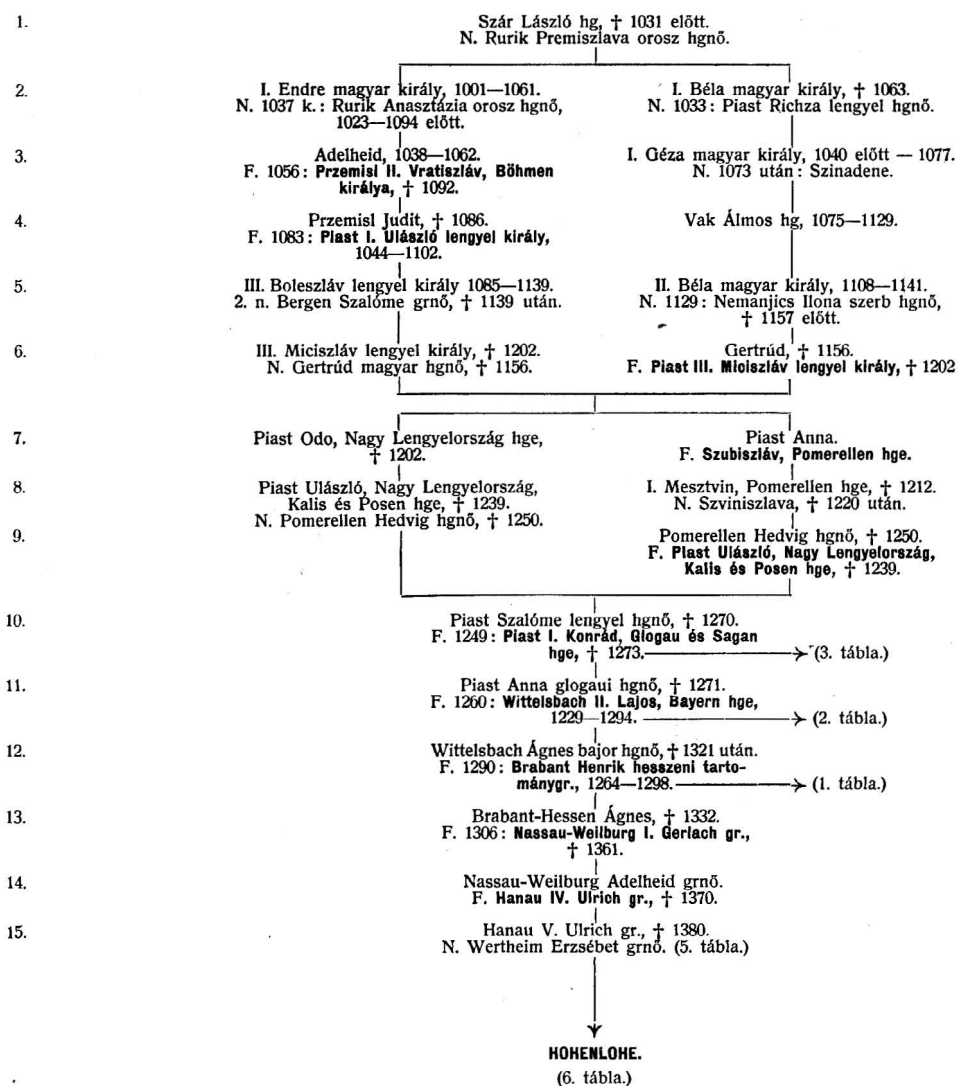 1.
Szár László hg, † 1031 előtt.
N. Rurik Premiszlava orosz hgnő.
2.
I. Endre magyar király, 1001—1061.
N. 1037 k.: Rurik Anasztázia orosz hgnő,
1023—1094 előtt.
I. Béla magyar király, † 1063.
N. 1033: Piast Richza lengyel hgnő.
3.
Adelheid, 1038—1062.
F. 1056: Przemisl II. Vratiszláv, Böhmen
királya, † 1092.
I. Géza magyar király, 1040 előtt — 1077.
N. 1073 után: Szinadene.
4.
Przemisl Judit, † 1086.
F. 1083: Piast I. Ulászló lengyel király,
1044—1102.
Vak Álmos hg, 1075—1129.
5.
III. Boleszláv lengyel király 1085—1139.
2. n. Bergen Szalóme grnő, † 1139 után.
II. Béla magyar király, 1108—1141.
N. 1129: Nemanjics Ilona szerb hgnő,
† 1157 előtt.
6.
III. Miciszláv lengyel király, † 1202.
N. Gertrúd magyar hgnő, † 1156.
Gertrúd, † 1156.
F. Piast III. Miciszláv lengyel király, † 1202
7.
Piast Odo, Nagy Lengyelország hge,
† 1202.
Piast Anna.
F. Szubiszláv, Pomerellen hge.
8.
Piast Ulászló, Nagy Lengyelország,
Kalis és Posen hge, † 1239.
N. Pomerellen Hedvig hgnő, † 1250.
I. Mesztvin, Pomerellen hge, † 1212.
N. Szviniszlava, † 1220 után.
9.
Pomerellen Hedvig hgnő, † 1250.
F. Piast Ulászló, Nagy Lengyelország,
Kalis és Posen hge, † 1239.
10.
Piast Szalóme lengyel hgnő, † 1270.
F. 1249: Piast I. Konrád, Glogau és Sagan
hge, † 1273. (3. tábla.)
11.
Piast Anna glogaui hgnő, † 1271.
F. 1260: Wittelsbach II. Lajos, Bayern hge,
1229—1294. (2. tábla.)
12.
Wittelsbach Ágnes bajor hgnő, † 1321 után.
F. 1290: Brabant Henrik hesszeni tarto-
mánygr., 1264—1298. (1. tábla.)
13.
Brabant-Hessen Ágnes, † 1332.
F. 1306: Nassau-Weilburg I. Gerlach gr.,
† 1361.
14.
Nassau-Weilburg Adelheid grnő.
F. Hanau IV. Ulrich gr., † 1370.
15.
Hanau V. Ulrich gr., † 1380.
N. Wertheim Erzsébet grnő. (5. tábla.)
HOHENLOHE.
(6. tábla.)